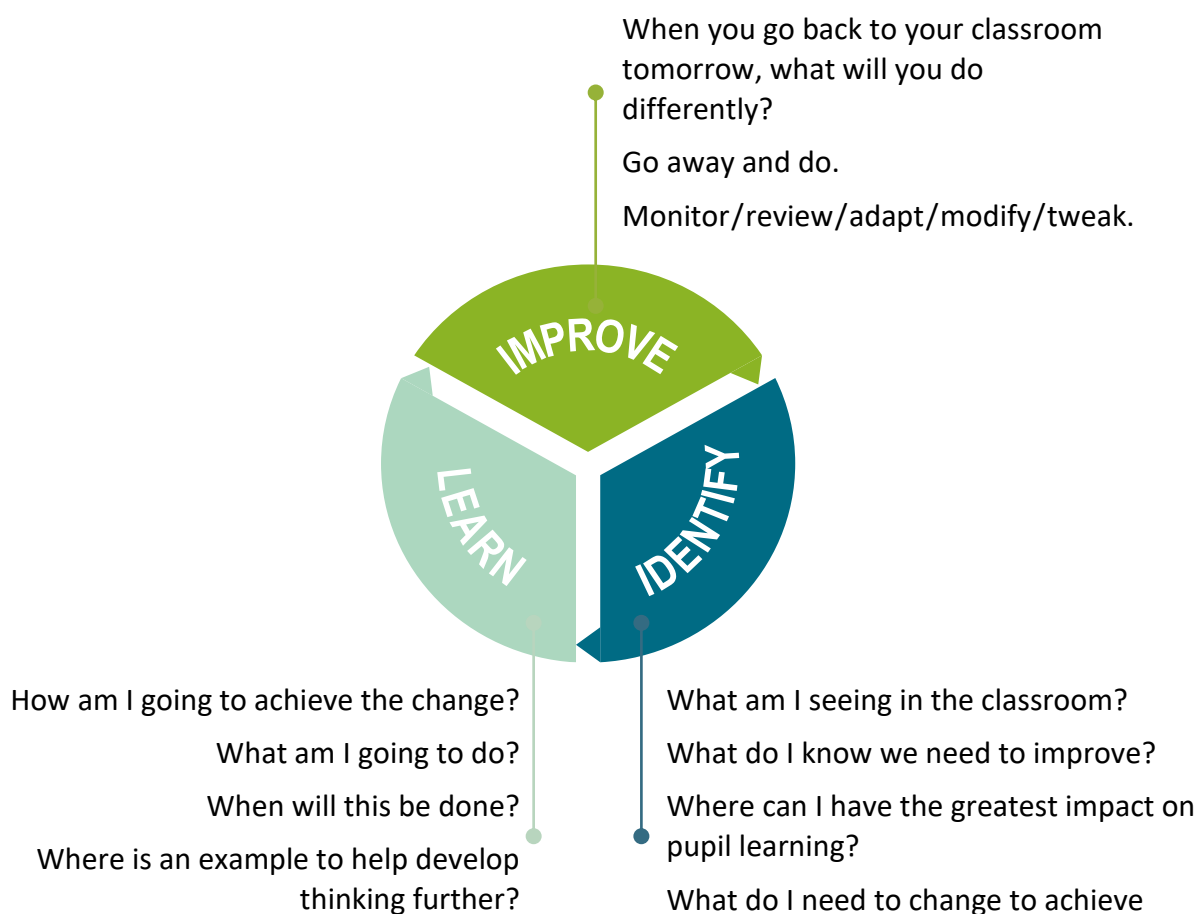 When you go back to your classroom
tomorrow, what will you do
differently?
Go away and do.
Monitor/review/adapt/modify/tweak.
IMPROVE
LEARN
IDENTIFY
How am I going to achieve the change?
What am I going to do?
When will this be done?
Where is an example to help develop
thinking further?
What am I seeing in the classroom?
What do I know we need to improve?
Where can I have the greatest impact on
pupil learning?
What do I need to change to achieve